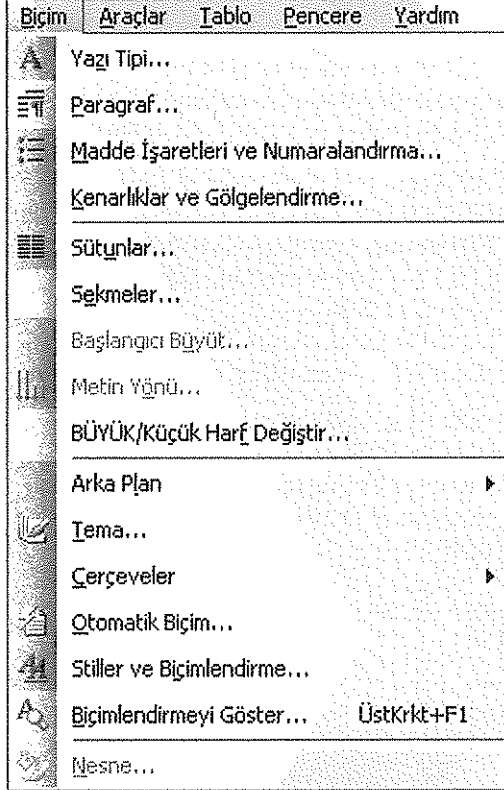 Biçim Araçlar Tablo Pencere Yardım
Yazı Tipi...
Paragraf...
Madde İşaretleri ve Numaralandırma...
Kenarlıklar ve Gölgelendirme...
Sütunlar...
Sekmeler...
Başlangıcı Büyüt...
Metin Yönü...
BÜYÜK/Küçük Harf Değiştir...
Arka Plan
Tema...
Çerçeveler
Otomatik Biçim...
Stiller ve Biçimlendirme...
Biçimlendirmeyi Göster... ÜstKrkt+F1
Nesne...